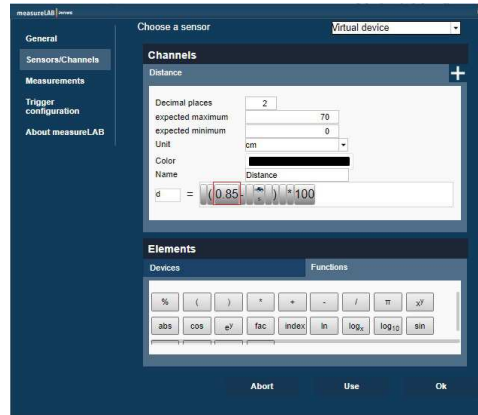 measureLAB
Choose a sensor
Virtual device
General
Sensors/Channels
Measurements
Trigger
configuration
About measureLAB
Channels
Distance
+
Decimal places 2
expected maximum 70
expected minimum 0
Unit cm
Color
Name Distance
d = ( 0.85 - s ) * 100
Elements
Devices Functions
% ( ) * + - / π x^y
abs cos e^y fac index ln log_x log_10 sin
Abort Use Ok